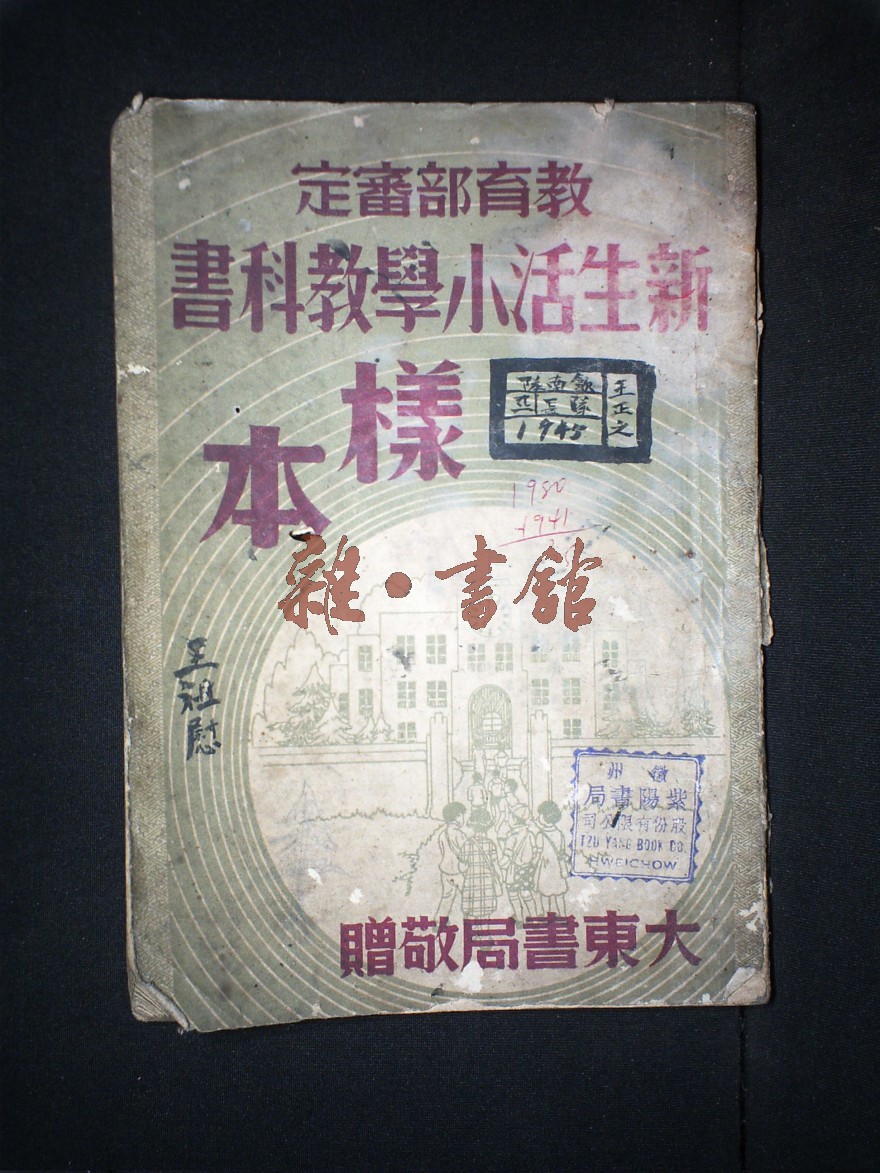 教育部審定
新生活小學教科書
樣本
王正之
1945
1980
1941
雜·書館
王祖慰
徽州
紫陽書局
股份有限公司
TZU YANG BOOK CO.
HWEICHOW
大東書局敬贈